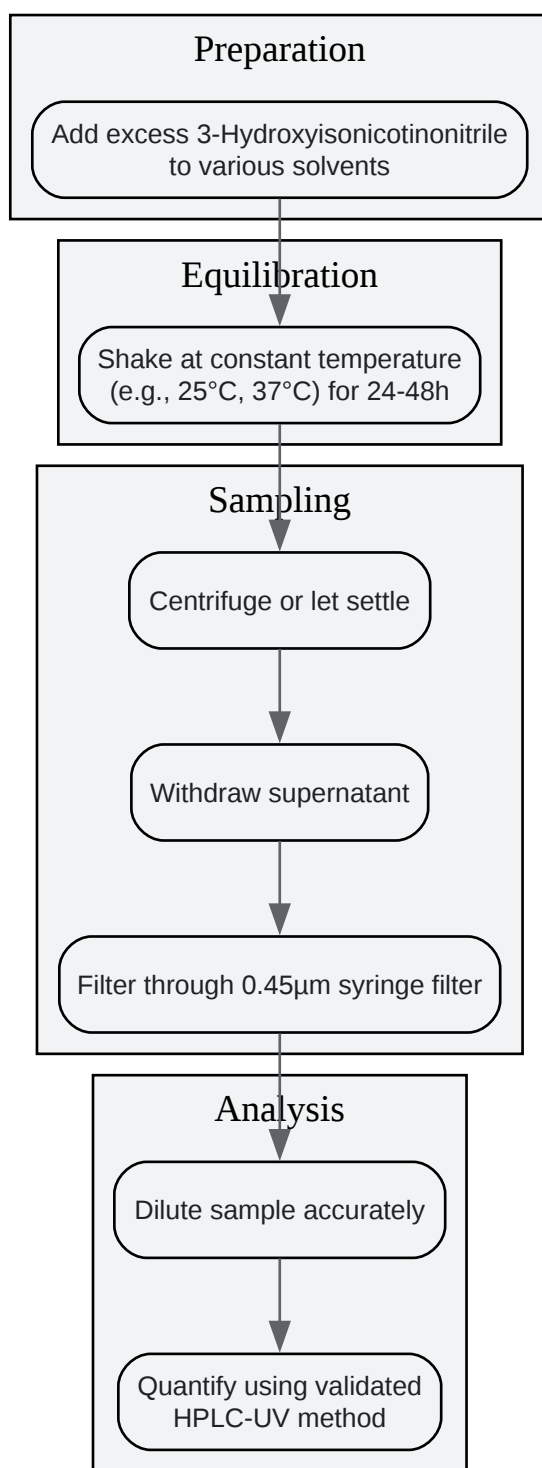 Preparation
Add excess 3-Hydroxyisonicotinonitrile
to various solvents
Equilibration
Shake at constant temperature
(e.g., 25°C, 37°C) for 24-48h
Sampling
Centrifuge or let settle
Withdraw supernatant
Filter through 0.45µm syringe filter
Analysis
Dilute sample accurately
Quantify using validated
HPLC-UV method